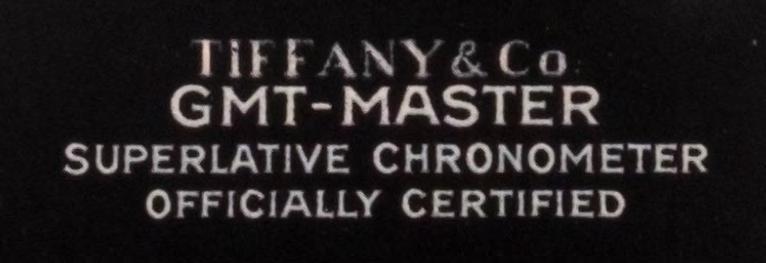 TIFFANY & Co.
GMT-MASTER
SUPERLATIVE CHRONOMETER
OFFICIALLY CERTIFIED